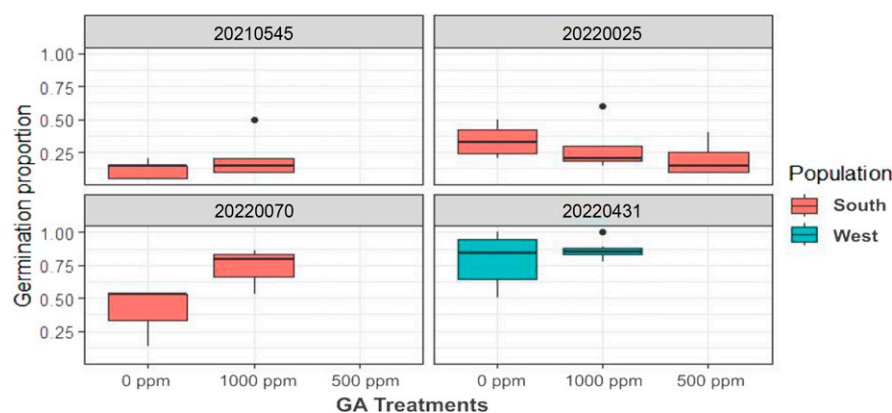 20210545 20220025
1.00
0.75
0.50
0.25
20220070 20220431
1.00
0.75
0.50
0.25
Germination proportion
0 ppm 1000 ppm 500 ppm 0 ppm 1000 ppm 500 ppm
GA Treatments
Population
South
West